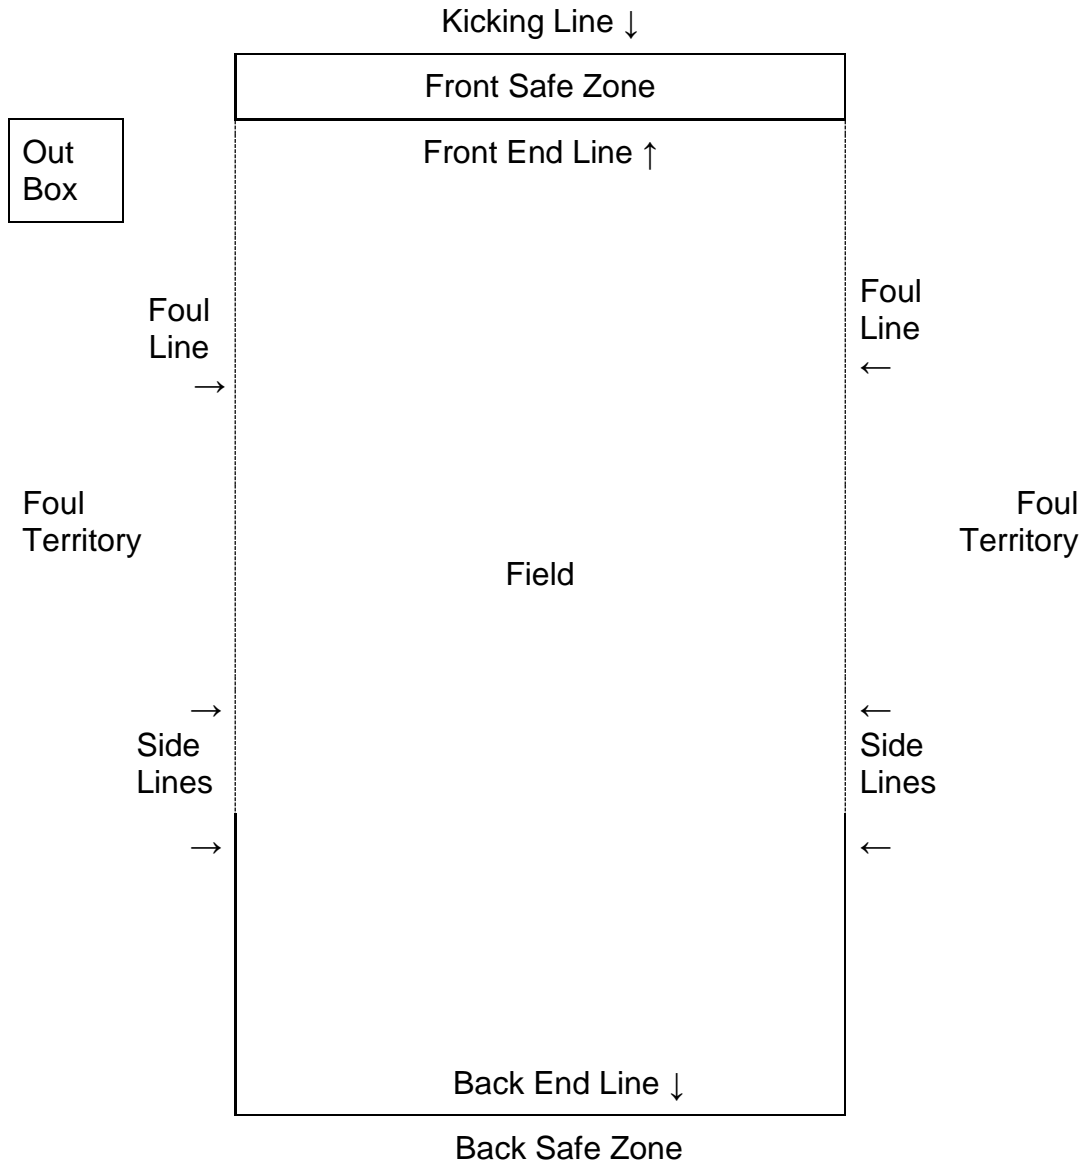 Kicking Line ↓
Front Safe Zone
Front End Line ↑
Out
Box
Foul
Line
→
Foul
Line
←
Foul
Territory
Field
Foul
Territory
→
Side
Lines
→
←
Side
Lines
←
Back End Line ↓
Back Safe Zone